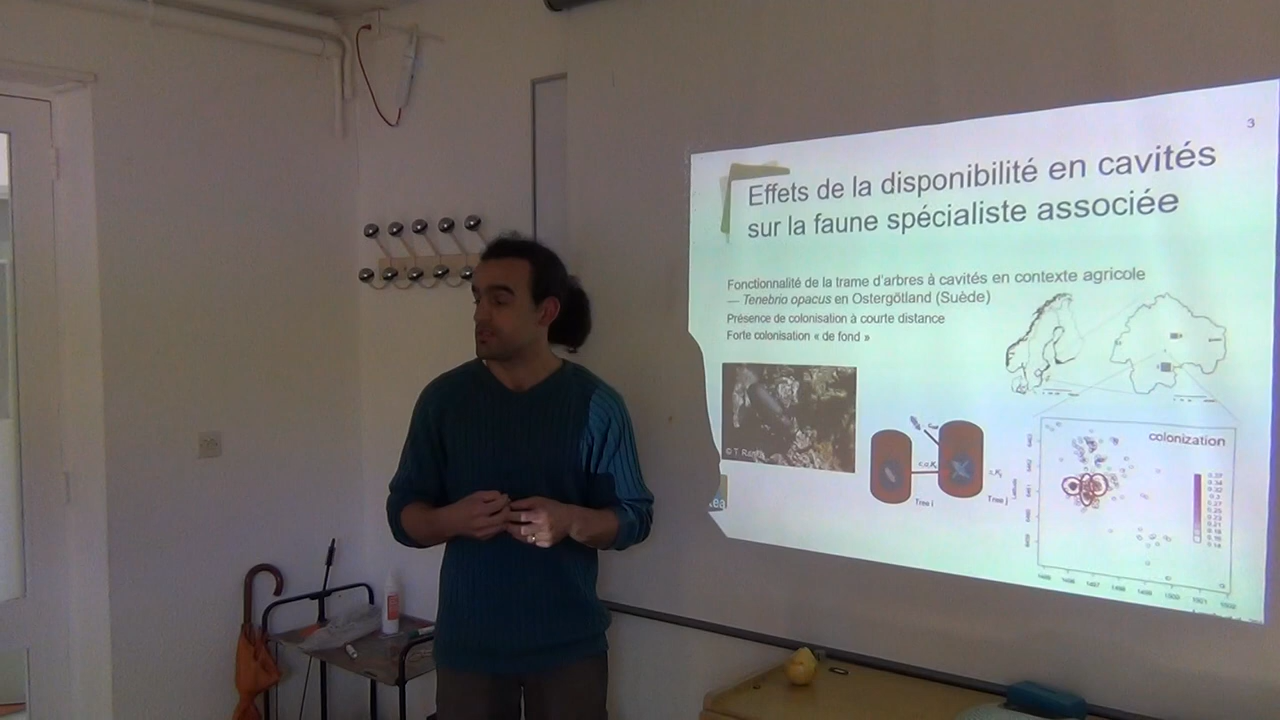 3
Effets de la disponibilité en cavités
sur la faune spécialiste associée
Fonctionnalité de la trame d'arbres à cavités en contexte agricole
— Tenebrio opacus en Ostergötland (Suède)
Présence de colonisation à courte distance
Forte colonisation « de fond »
colonization
Tree i
Tree j
© T